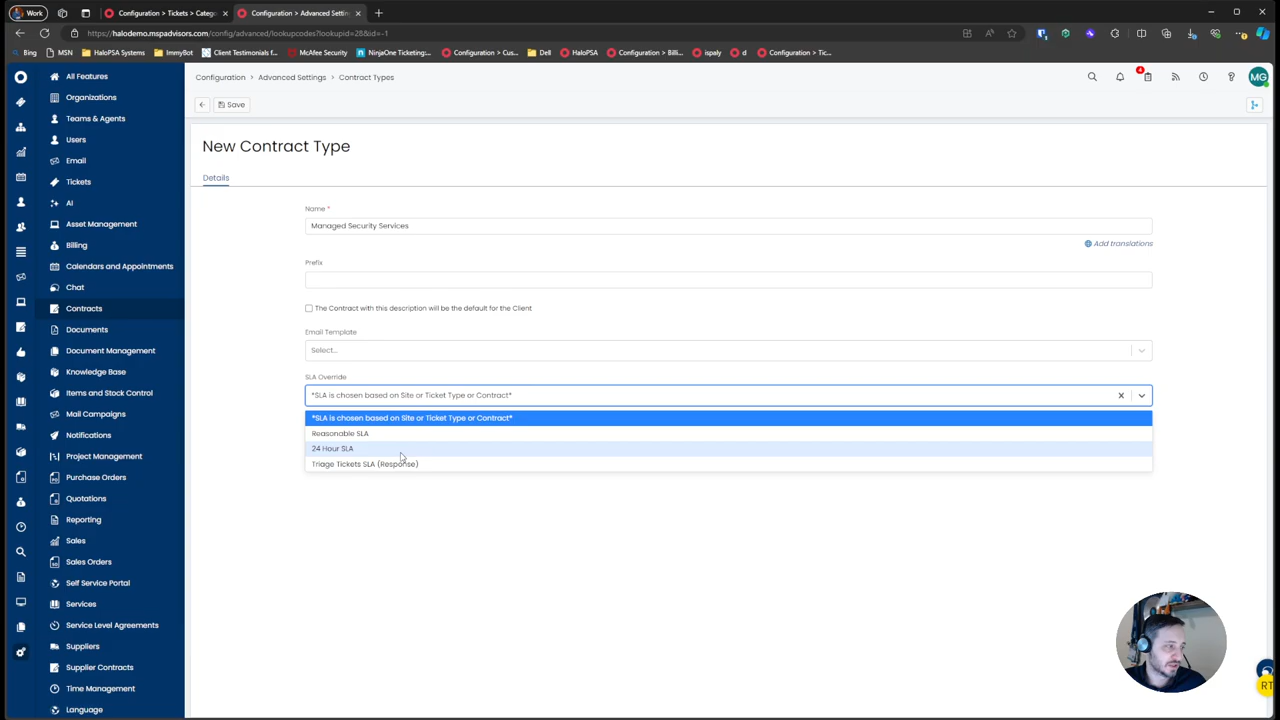 Work
Configuration > Tickets > Catego
Configuration > Advanced Settin
https://halodemo.mspadvisors.com/config/advanced/lookupcodes?lookupid=28&id=-1
Bing
MSN
HaloPSA Systems
ImmyBot
Client Testimonials f...
McAfee Security
NinjaOne Ticketing:...
Configuration > Cus...
Dell
HaloPSA
Configuration > Billi...
ispaly
d
Configuration > Tic...
All Features
Organizations
Teams & Agents
Users
Email
Tickets
AI
Asset Management
Billing
Calendars and Appointments
Chat
Contracts
Documents
Document Management
Knowledge Base
Items and Stock Control
Mail Campaigns
Notifications
Project Management
Purchase Orders
Quotations
Reporting
Sales
Sales Orders
Self Service Portal
Services
Service Level Agreements
Suppliers
Supplier Contracts
Time Management
Language
Configuration > Advanced Settings > Contract Types
4
MG
Save
New Contract Type
Details
Name *
Managed Security Services
Add translations
Prefix
The Contract with this description will be the default for the Client
Email Template
Select...
SLA Override
*SLA is chosen based on Site or Ticket Type or Contract*
*SLA is chosen based on Site or Ticket Type or Contract*
Reasonable SLA
24 Hour SLA
Triage Tickets SLA (Response)
RT